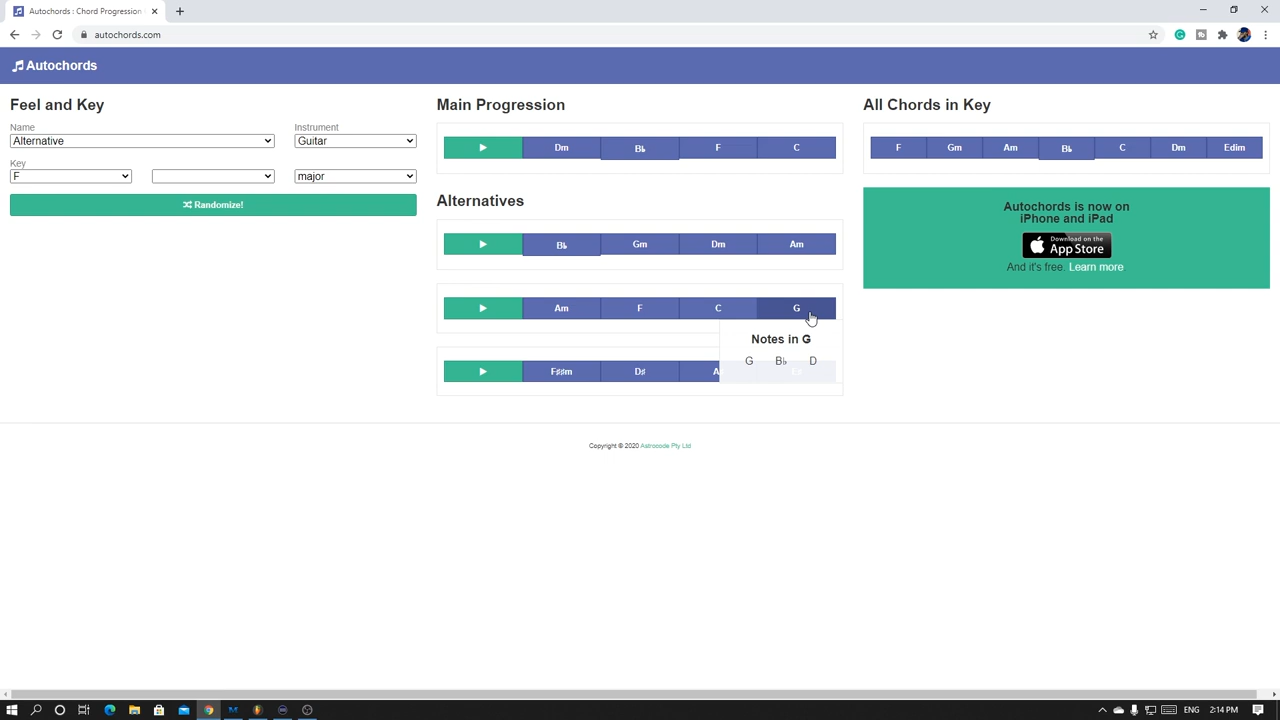 Autochords : Chord Progression
autochords.com
Autochords
Feel and Key
Name
Alternative
Instrument
Guitar
Key
F
major
Randomize!
Main Progression
Dm B♭ F C
Alternatives
B♭ Gm Dm Am
Am F C G
Notes in G
G B♭ D
F♯♯m D♯
All Chords in Key
F Gm Am B♭ C Dm Edim
Autochords is now on
iPhone and iPad
Download on the
App Store
And it's free. Learn more
Copyright © 2020 Astrocode Pty Ltd
ENG 2:14 PM